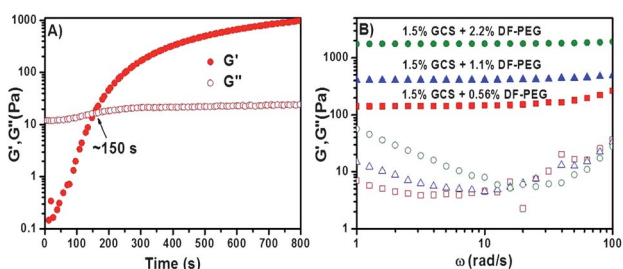 A)
G'
G''
~150 s
G',G''(Pa)
1000
100
10
1
0.1
0 100 200 300 400 500 600 700 800
Time (s)
B)
1.5% GCS + 2.2% DF-PEG
1.5% GCS + 1.1% DF-PEG
1.5% GCS + 0.56% DF-PEG
G',G''(Pa)
1000
100
10
1
1 10 100
ω (rad/s)